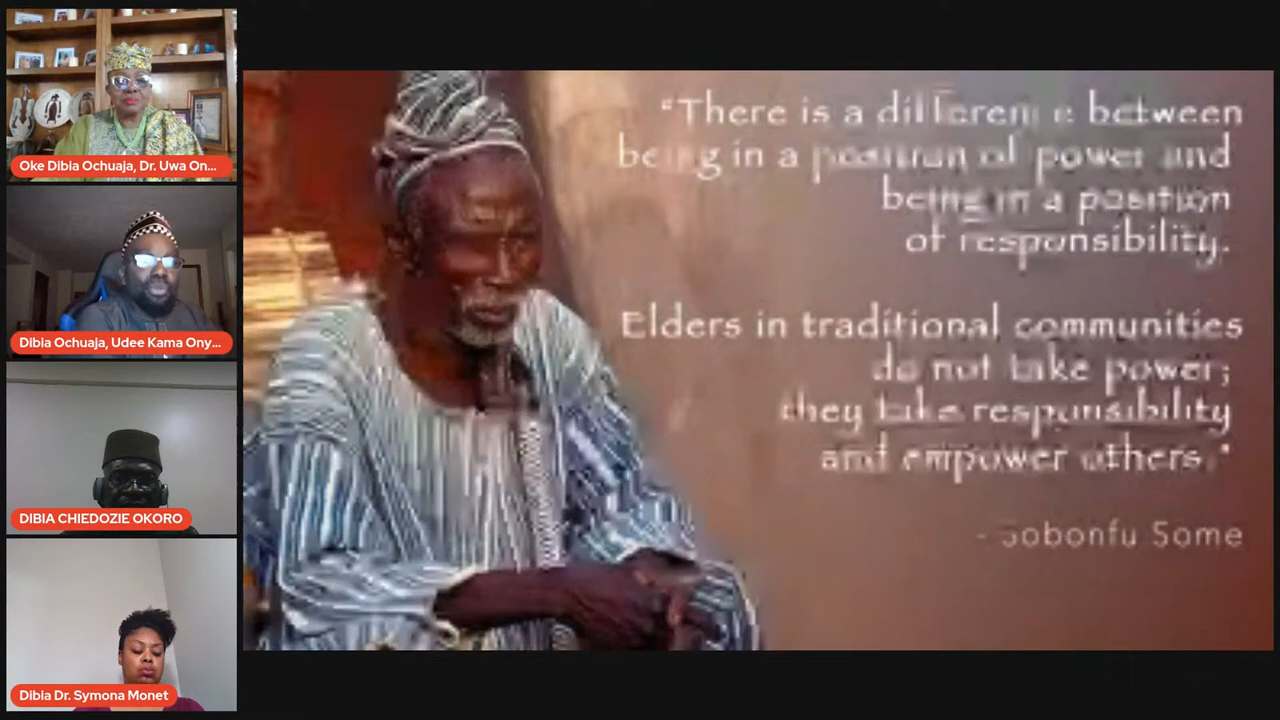 Oke Dibia Ochuaja, Dr. Uwa On...
Dibia Ochuaja, Udee Kama Ony...
DIBIA CHIEDOZIE OKORO
Dibia Dr. Symona Monet
"There is a difference between
being in a position of power and
being in a position
of responsibility.
Elders in traditional communities
do not take power;
they take responsibility
and empower others."
- Sobonfu Some